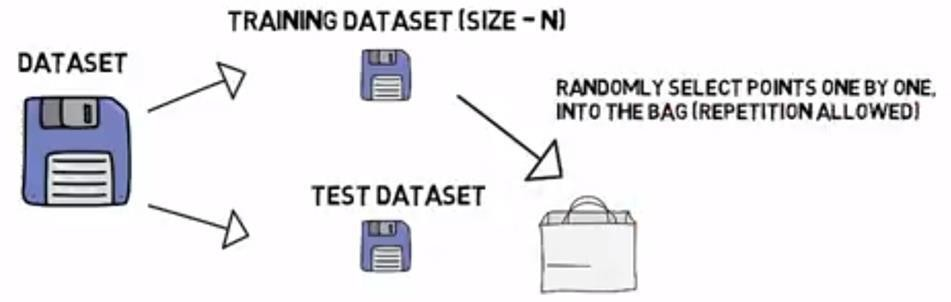 TRAINING DATASET (SIZE - N)
DATASET
RANDOMLY SELECT POINTS ONE BY ONE,
INTO THE BAG (REPETITION ALLOWED)
TEST DATASET